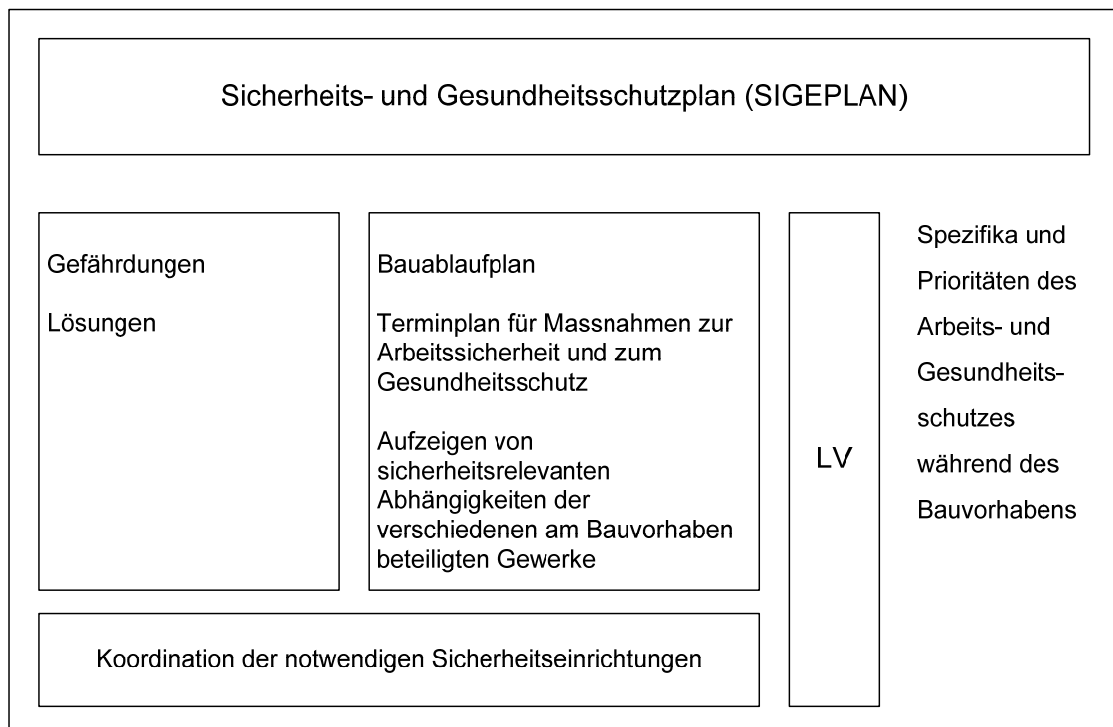 Sicherheits- und Gesundheitsschutzplan (SIGEPLAN)
Gefährdungen
Lösungen
Bauablaufplan
Terminplan für Massnahmen zur
Arbeitssicherheit und zum
Gesundheitsschutz
Aufzeigen von
sicherheitsrelevanten
Abhängigkeiten der
verschiedenen am Bauvorhaben
beteiligten Gewerke
LV
Spezifika und
Prioritäten des
Arbeits- und
Gesundheits-
schutzes
während des
Bauvorhabens
Koordination der notwendigen Sicherheitseinrichtungen